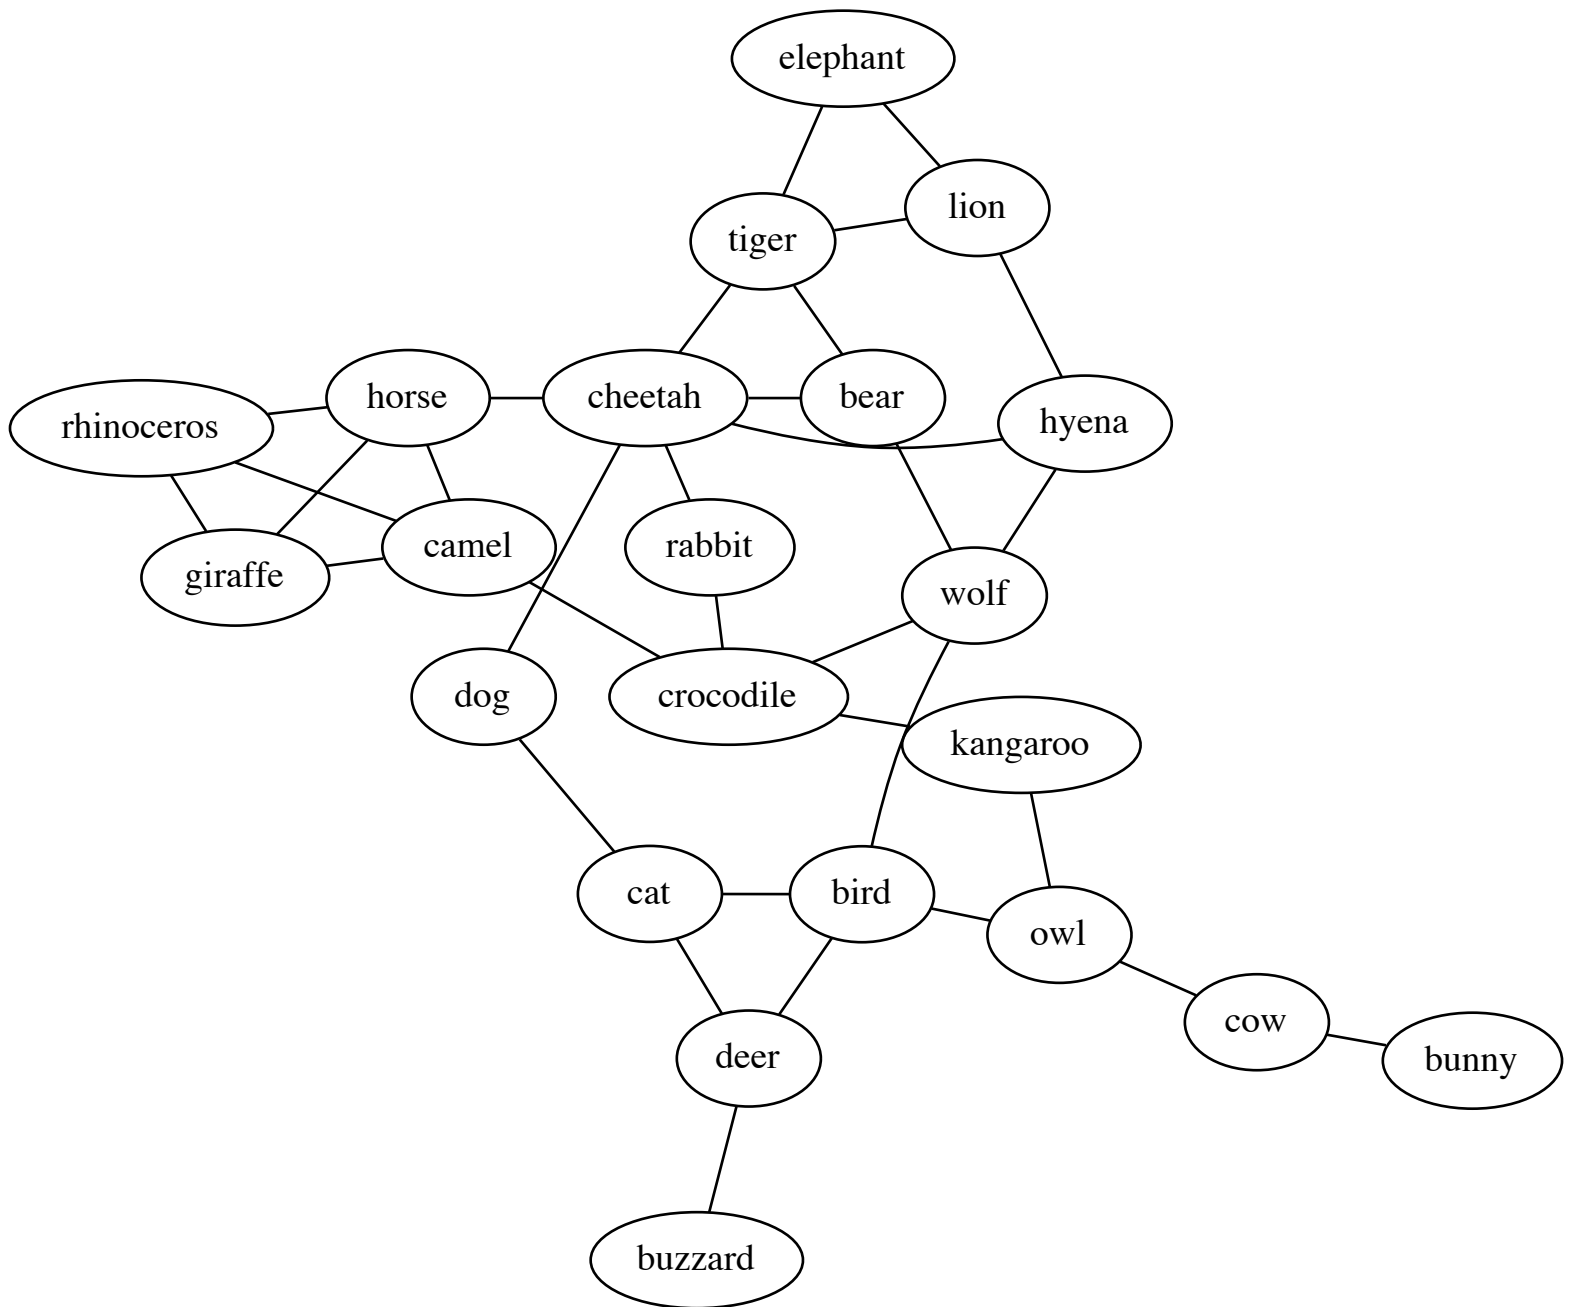 elephant
lion
tiger
horse
cheetah
bear
rhinoceros
hyena
camel
rabbit
giraffe
wolf
dog
crocodile
kangaroo
cat
bird
owl
cow
deer
bunny
buzzard